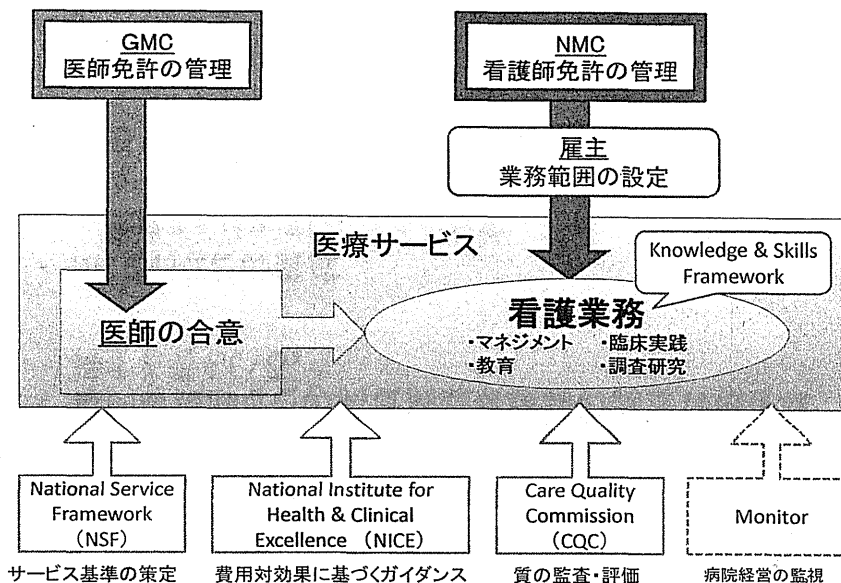 GMC
医師免許の管理
NMC
看護師免許の管理
雇主
業務範囲の設定
医療サービス
Knowledge & Skills
Framework
医師の合意
看護業務
・マネジメント ・臨床実践
・教育 ・調査研究
National Service
Framework
(NSF)
National Institute for
Health & Clinical
Excellence (NICE)
Care Quality
Commission
(CQC)
Monitor
サービス基準の策定
費用対効果に基づくガイダンス
質の監査・評価
病院経営の監視